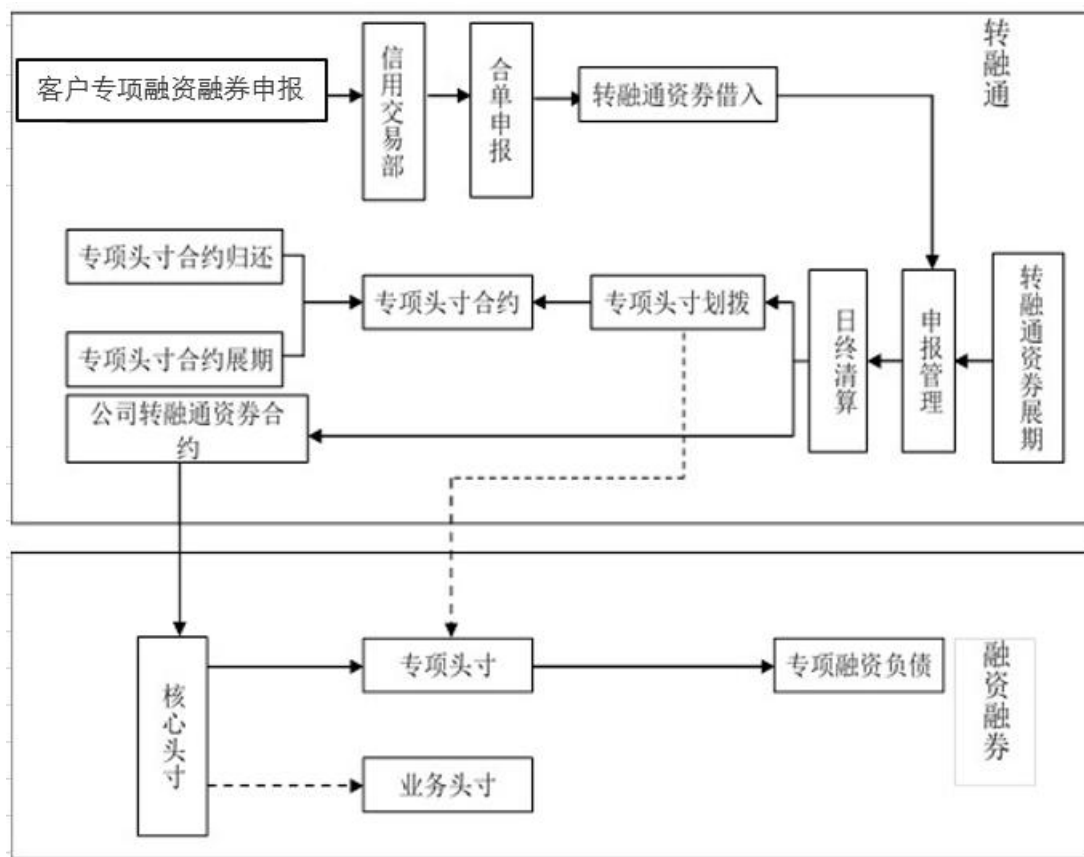 转融通
客户专项融资融券申报
信用交易部
合单申报
转融通资券借入
专项头寸合约归还
专项头寸合约
专项头寸划拨
日终清算
申报管理
转融通资券展期
专项头寸合约展期
公司转融通资券合
约
核心头寸
专项头寸
专项融资负债
融资融券
业务头寸